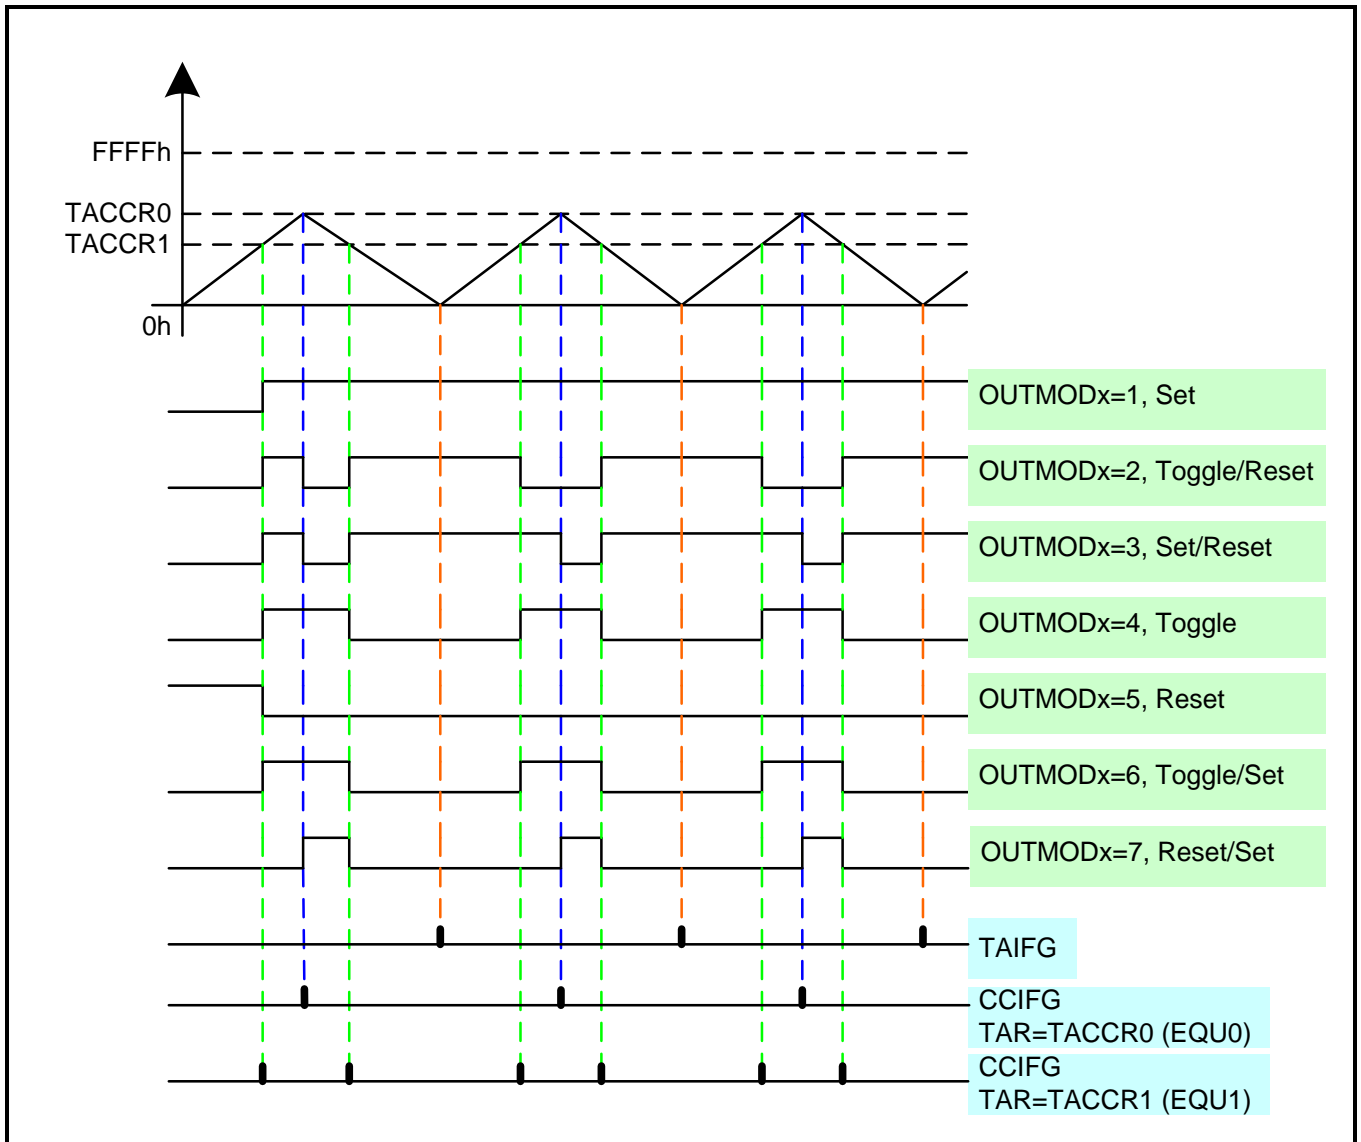 FFFFh
TACCR0
TACCR1
0h
OUTMODx=1, Set
OUTMODx=2, Toggle/Reset
OUTMODx=3, Set/Reset
OUTMODx=4, Toggle
OUTMODx=5, Reset
OUTMODx=6, Toggle/Set
OUTMODx=7, Reset/Set
TAIFG
CCIFG
TAR=TACCR0 (EQU0)
CCIFG
TAR=TACCR1 (EQU1)